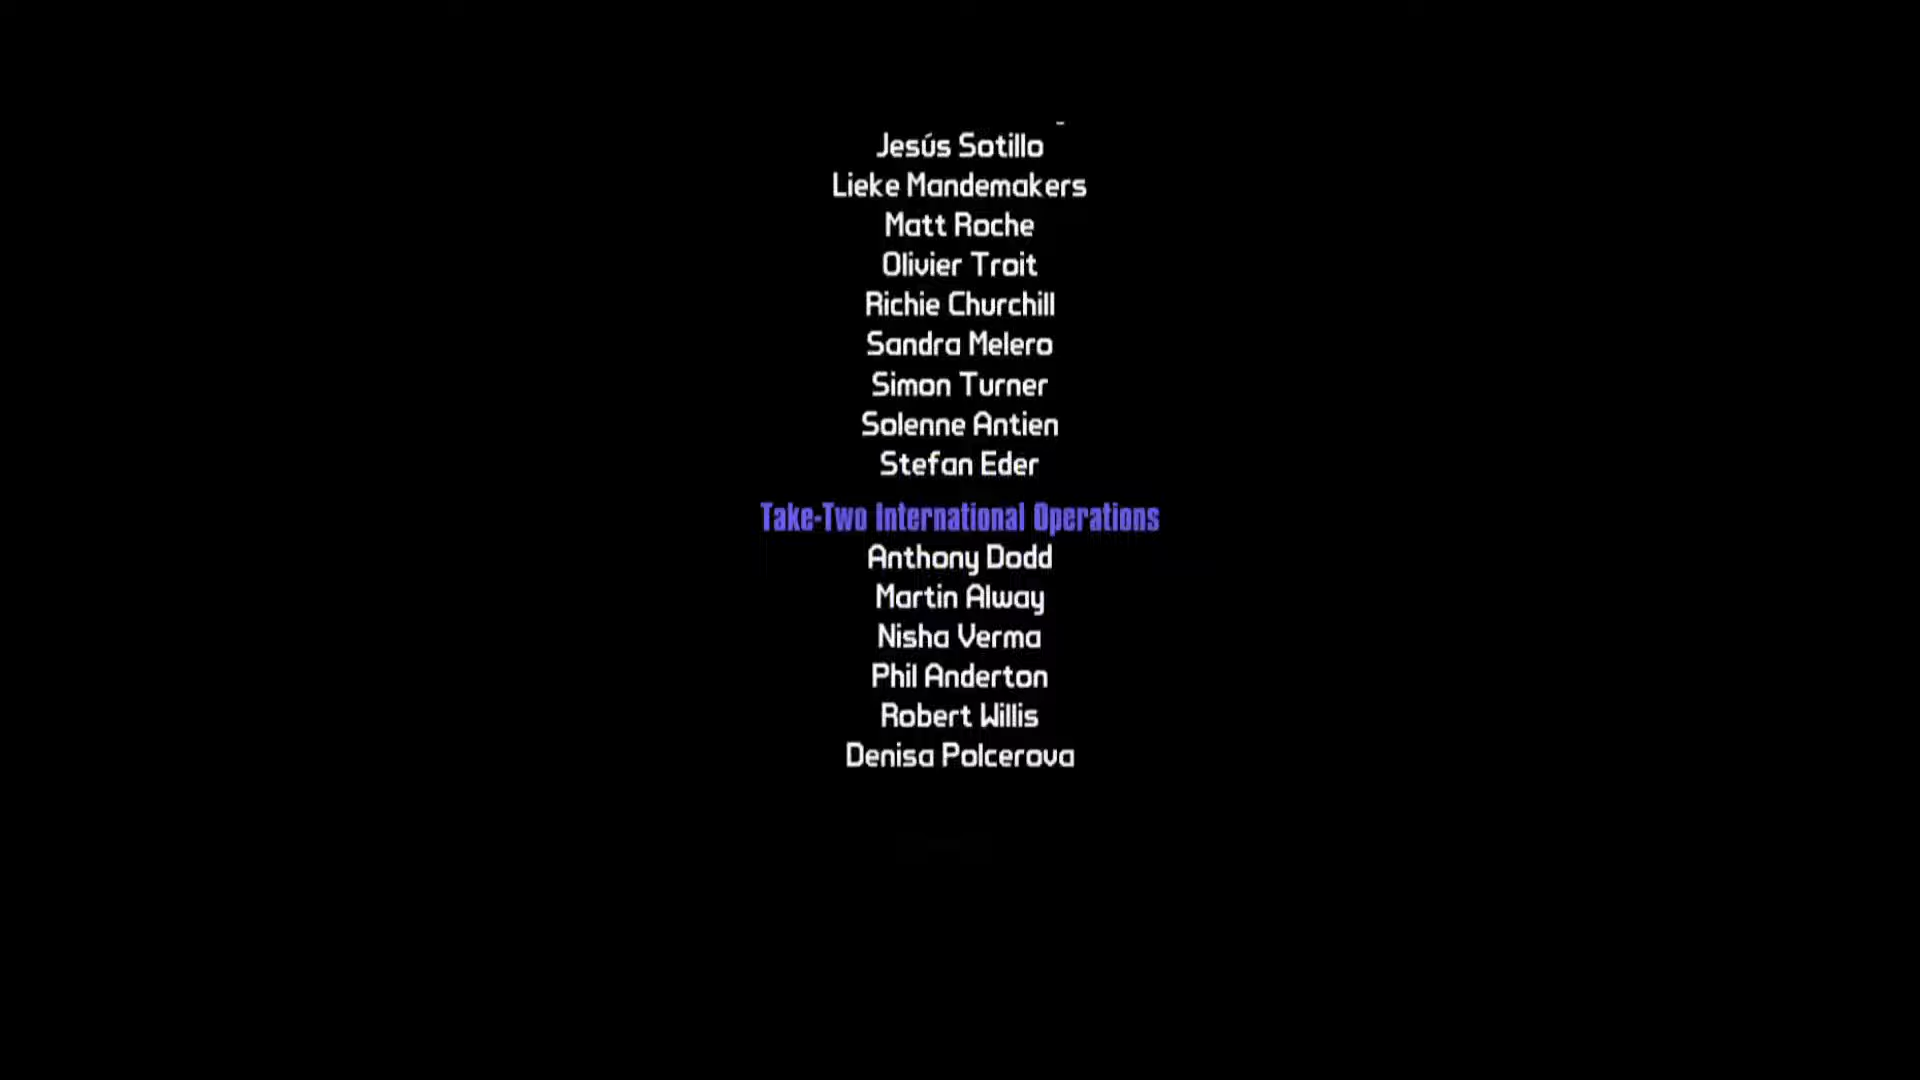 Jesús Sotillo
Lieke Mandemakers
Matt Roche
Olivier Troit
Richie Churchill
Sandra Melero
Simon Turner
Solenne Antien
Stefan Eder
Take-Two International Operations
Anthony Dodd
Martin Alway
Nisha Verma
Phil Anderton
Robert Willis
Denisa Polcerova